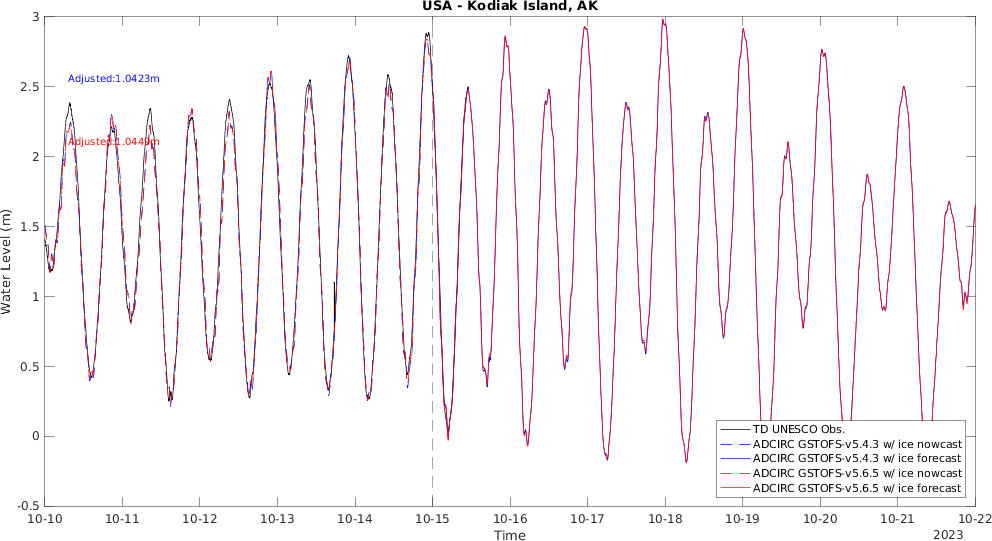 USA - Kodiak Island, AK
Water Level (m)
3
2.5
2
1.5
1
0.5
0
-0.5
Adjusted:1.0423m
Adjusted:1.0449m
TD UNESCO Obs.
ADCIRC GSTOFS-v5.4.3 w/ ice nowcast
ADCIRC GSTOFS-v5.4.3 w/ ice forecast
ADCIRC GSTOFS-v5.6.5 w/ ice nowcast
ADCIRC GSTOFS-v5.6.5 w/ ice forecast
10-10 10-11 10-12 10-13 10-14 10-15 10-16 10-17 10-18 10-19 10-20 10-21 10-22
Time
2023